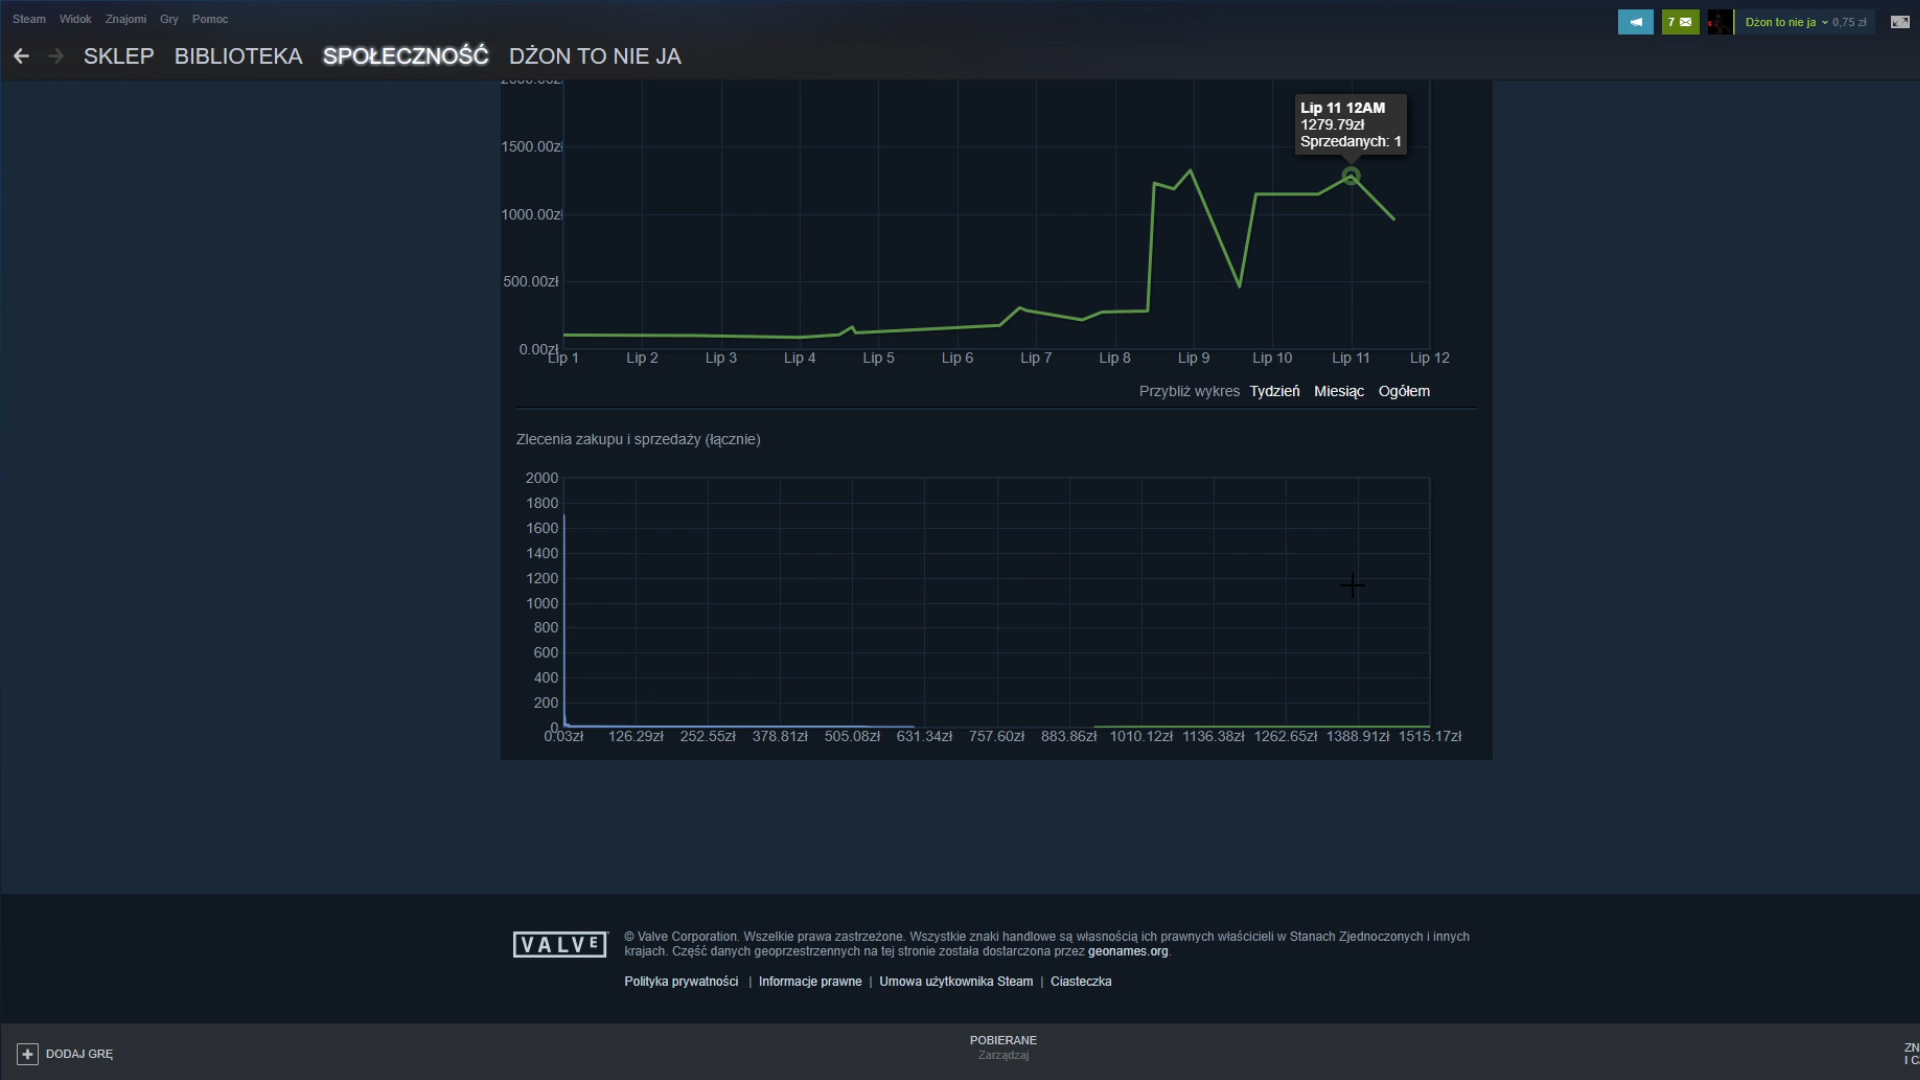 Steam Widok Znajomi Gry Pomoc
7
Dżon to nie ja
0,75 zł
SKLEP BIBLIOTEKA SPOŁECZNOŚĆ DŻON TO NIE JA
2000.00zł
Lip 11 12AM
1279.79zł
Sprzedanych: 1
1500.00zł
1000.00zł
500.00zł
0.00zł
Lip 1 Lip 2 Lip 3 Lip 4 Lip 5 Lip 6 Lip 7 Lip 8 Lip 9 Lip 10 Lip 11 Lip 12
Przybliż wykres Tydzień Miesiąc Ogółem
Zlecenia zakupu i sprzedaży (łącznie)
2000
1800
1600
1400
1200
1000
800
600
400
200
0
0.03zł 126.29zł 252.55zł 378.81zł 505.08zł 631.34zł 757.60zł 883.86zł 1010.12zł 1136.38zł 1262.65zł 1388.91zł 1515.17zł
VALVE
© Valve Corporation. Wszelkie prawa zastrzeżone. Wszystkie znaki handlowe są własnością ich prawnych właścicieli w Stanach Zjednoczonych i innych
krajach. Część danych geoprzestrzennych na tej stronie została dostarczona przez geonames.org.
Polityka prywatności | Informacje prawne | Umowa użytkownika Steam | Ciasteczka
DODAJ GRĘ
POBIERANE
Zarządzaj
ZN
I C